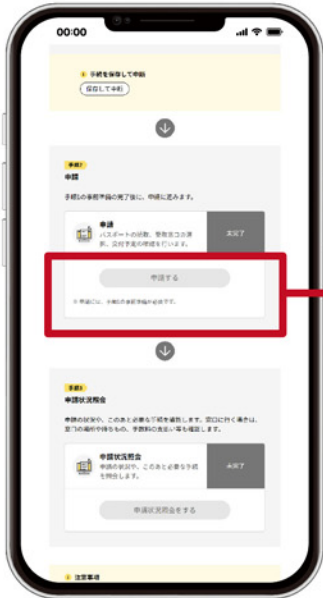 00:00
手続を保存して中断
保存して中断
手続2
申請
手続1の事前準備の完了後に、申請に進みます。
申請
パスポートの活動、受取窓口の選
択、交付予定の確認を行います。
未完了
申請する
※ 申請には、手続1の事前準備が必要です。
手続3
申請状況照会
申請の状況や、このあと必要な手続を確認します。窓口に行く場合は、
窓口の場所や持ちもの、手数料の支払い等も確認します。
申請状況照会
申請の状況や、このあと必要な手続
を照会します。
未完了
申請状況照会をする
注意事項